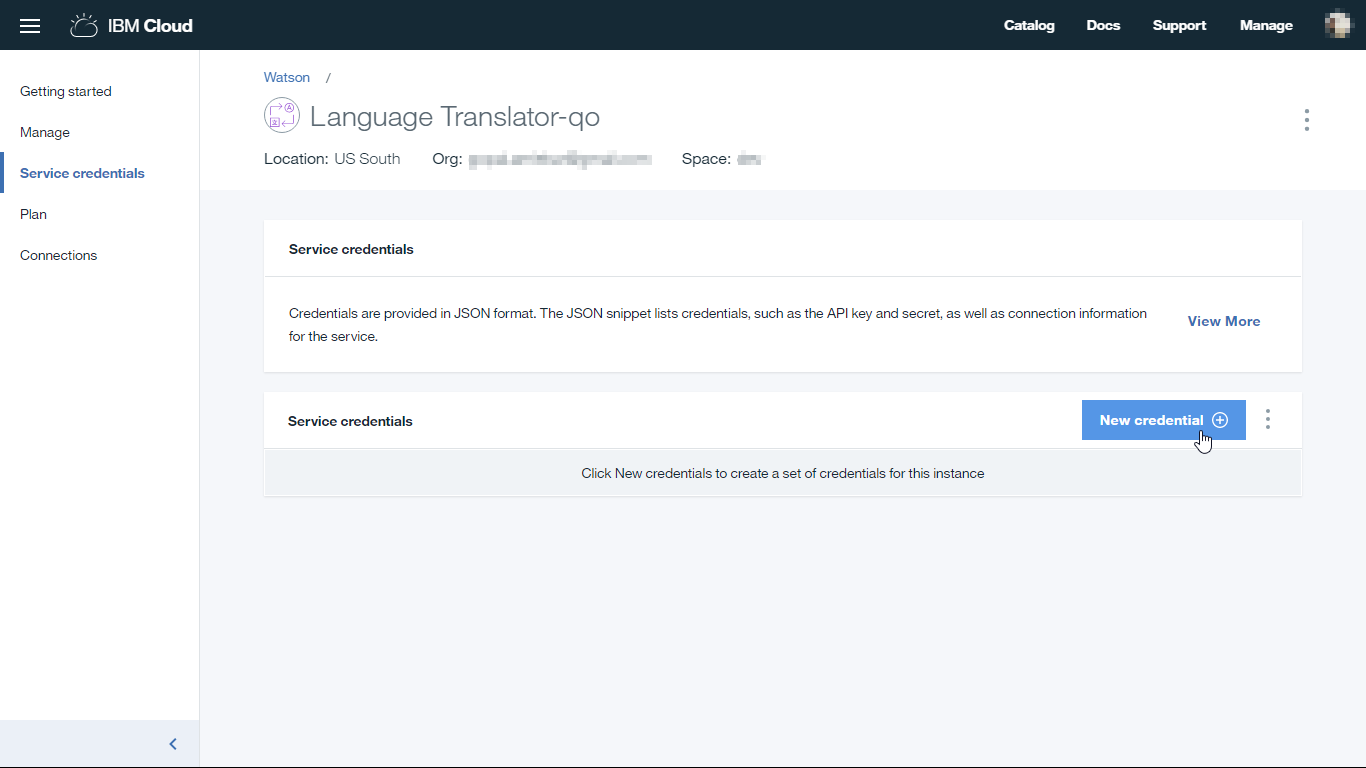 IBM Cloud
Catalog Docs Support Manage
Getting started
Manage
Service credentials
Plan
Connections
Watson /
Language Translator-qo
Location: US South Org: Space:
Service credentials
Credentials are provided in JSON format. The JSON snippet lists credentials, such as the API key and secret, as well as connection information
for the service.
View More
Service credentials
New credential
Click New credentials to create a set of credentials for this instance